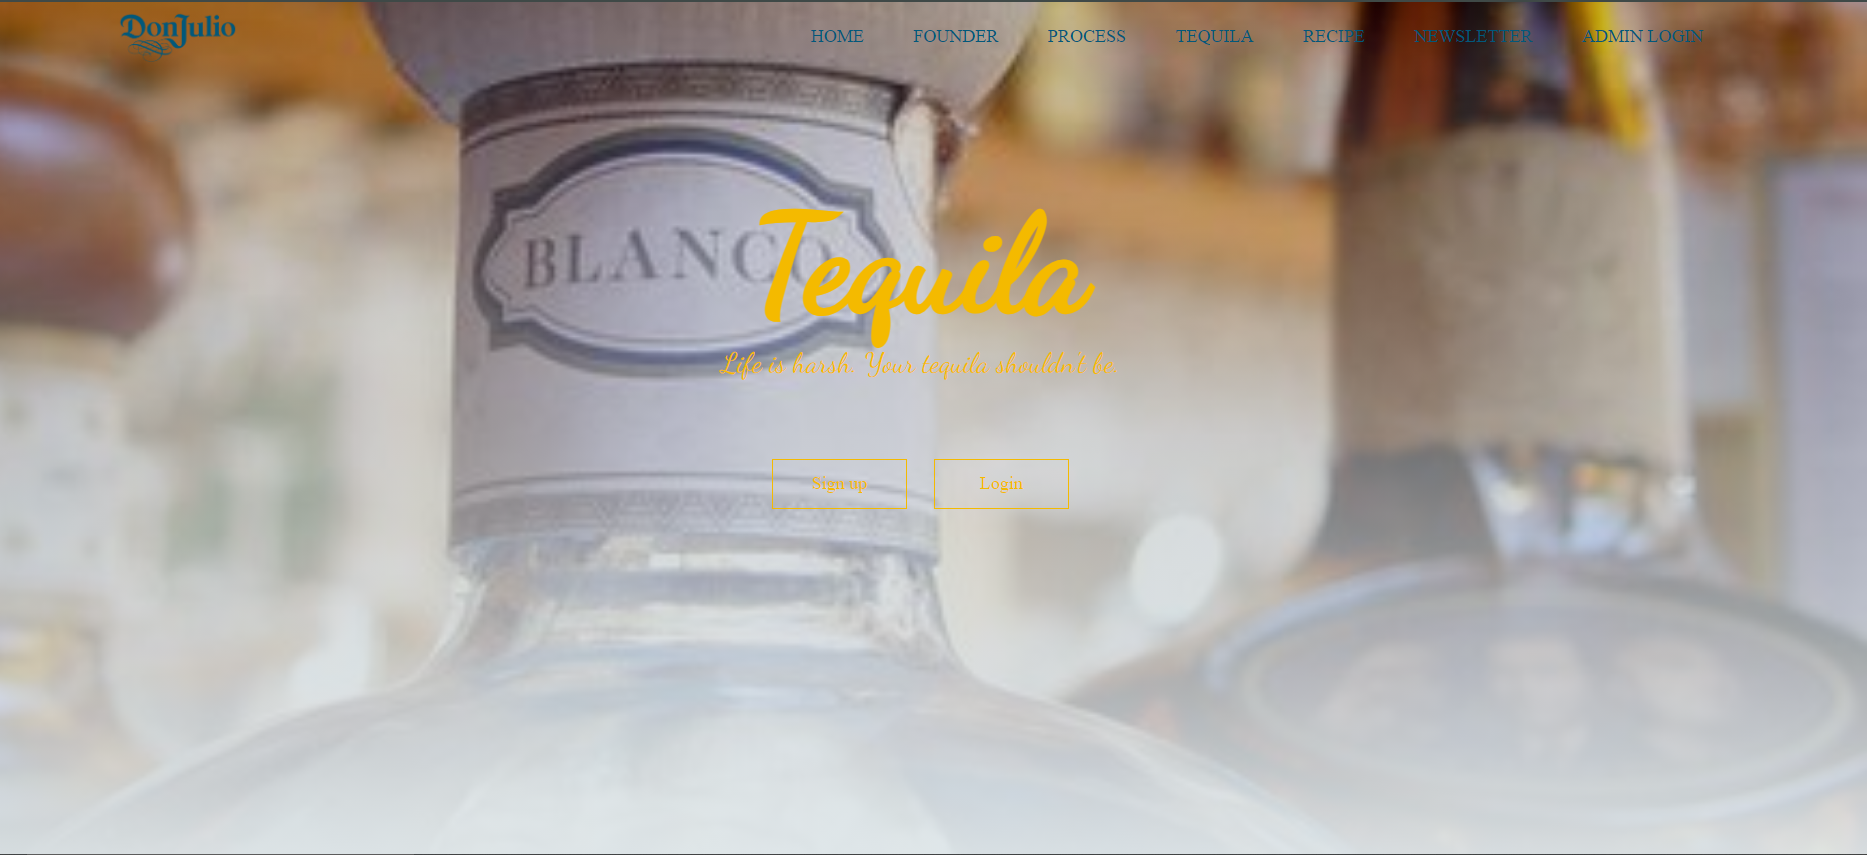 DonJulio
HOME FOUNDER PROCESS TEQUILA RECIPE NEWSLETTER ADMIN LOGIN
BLANCO
Tequila
Life is harsh. Your tequila shouldn't be
Sign up Login